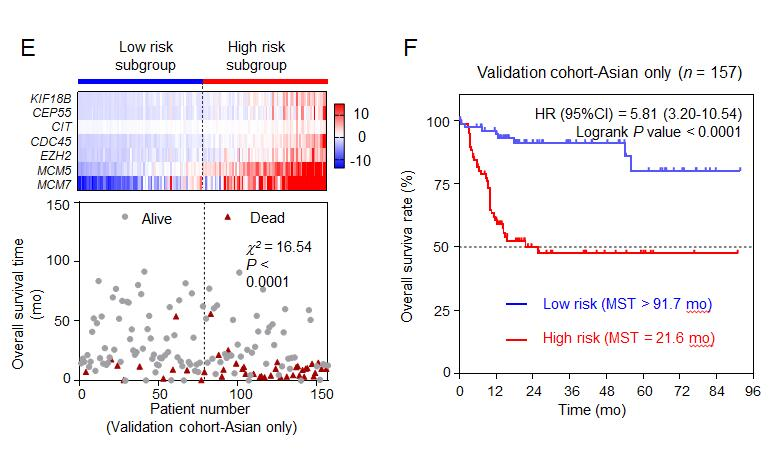 E
Low risk
subgroup
High risk
subgroup
KIF18B
CEP55
CIT
CDC45
EZH2
MCM5
MCM7
10
0
-10
150
100
50
0
Overall survival time
(mo)
Alive
Dead
χ² = 16.54
P <
0.0001
0
50
100
150
Patient number
(Validation cohort-Asian only)
F
Validation cohort-Asian only (n = 157)
HR (95%CI) = 5.81 (3.20-10.54)
Logrank P value < 0.0001
100
75
50
25
0
Overall surviva rate (%)
Low risk (MST > 91.7 mo)
High risk (MST = 21.6 mo)
0 12 24 36 48 60 72 84 96
Time (mo)